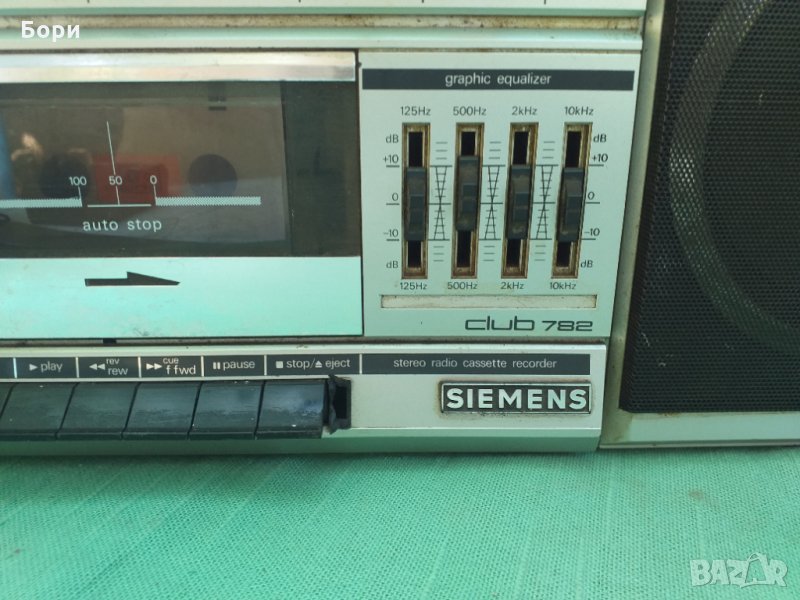 Бори
graphic equalizer
125Hz 500Hz 2kHz 10kHz
dB dB
+10 +10
0 0
-10 -10
dB dB
125Hz 500Hz 2kHz 10kHz
100 50 0
auto stop
club 782
▶ play ◀◀ rev rew ▶▶ cue f fwd ⏸ pause ■ stop/⏏ eject stereo radio cassette recorder
SIEMENS
BAZAR